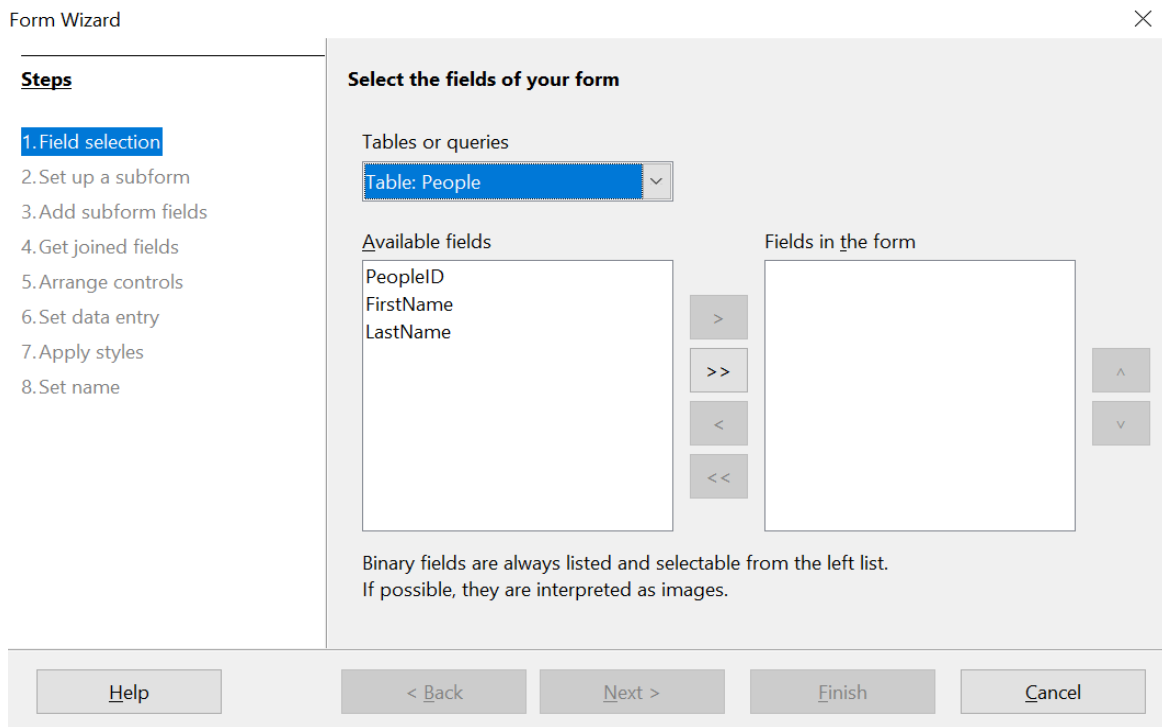 Form Wizard
Steps
1. Field selection
2. Set up a subform
3. Add subform fields
4. Get joined fields
5. Arrange controls
6. Set data entry
7. Apply styles
8. Set name
Select the fields of your form
Tables or queries
Table: People
Available fields
PeopleID
FirstName
LastName
>
>>
<
<<
Fields in the form
^
v
Binary fields are always listed and selectable from the left list.
If possible, they are interpreted as images.
Help
< Back
Next >
Finish
Cancel